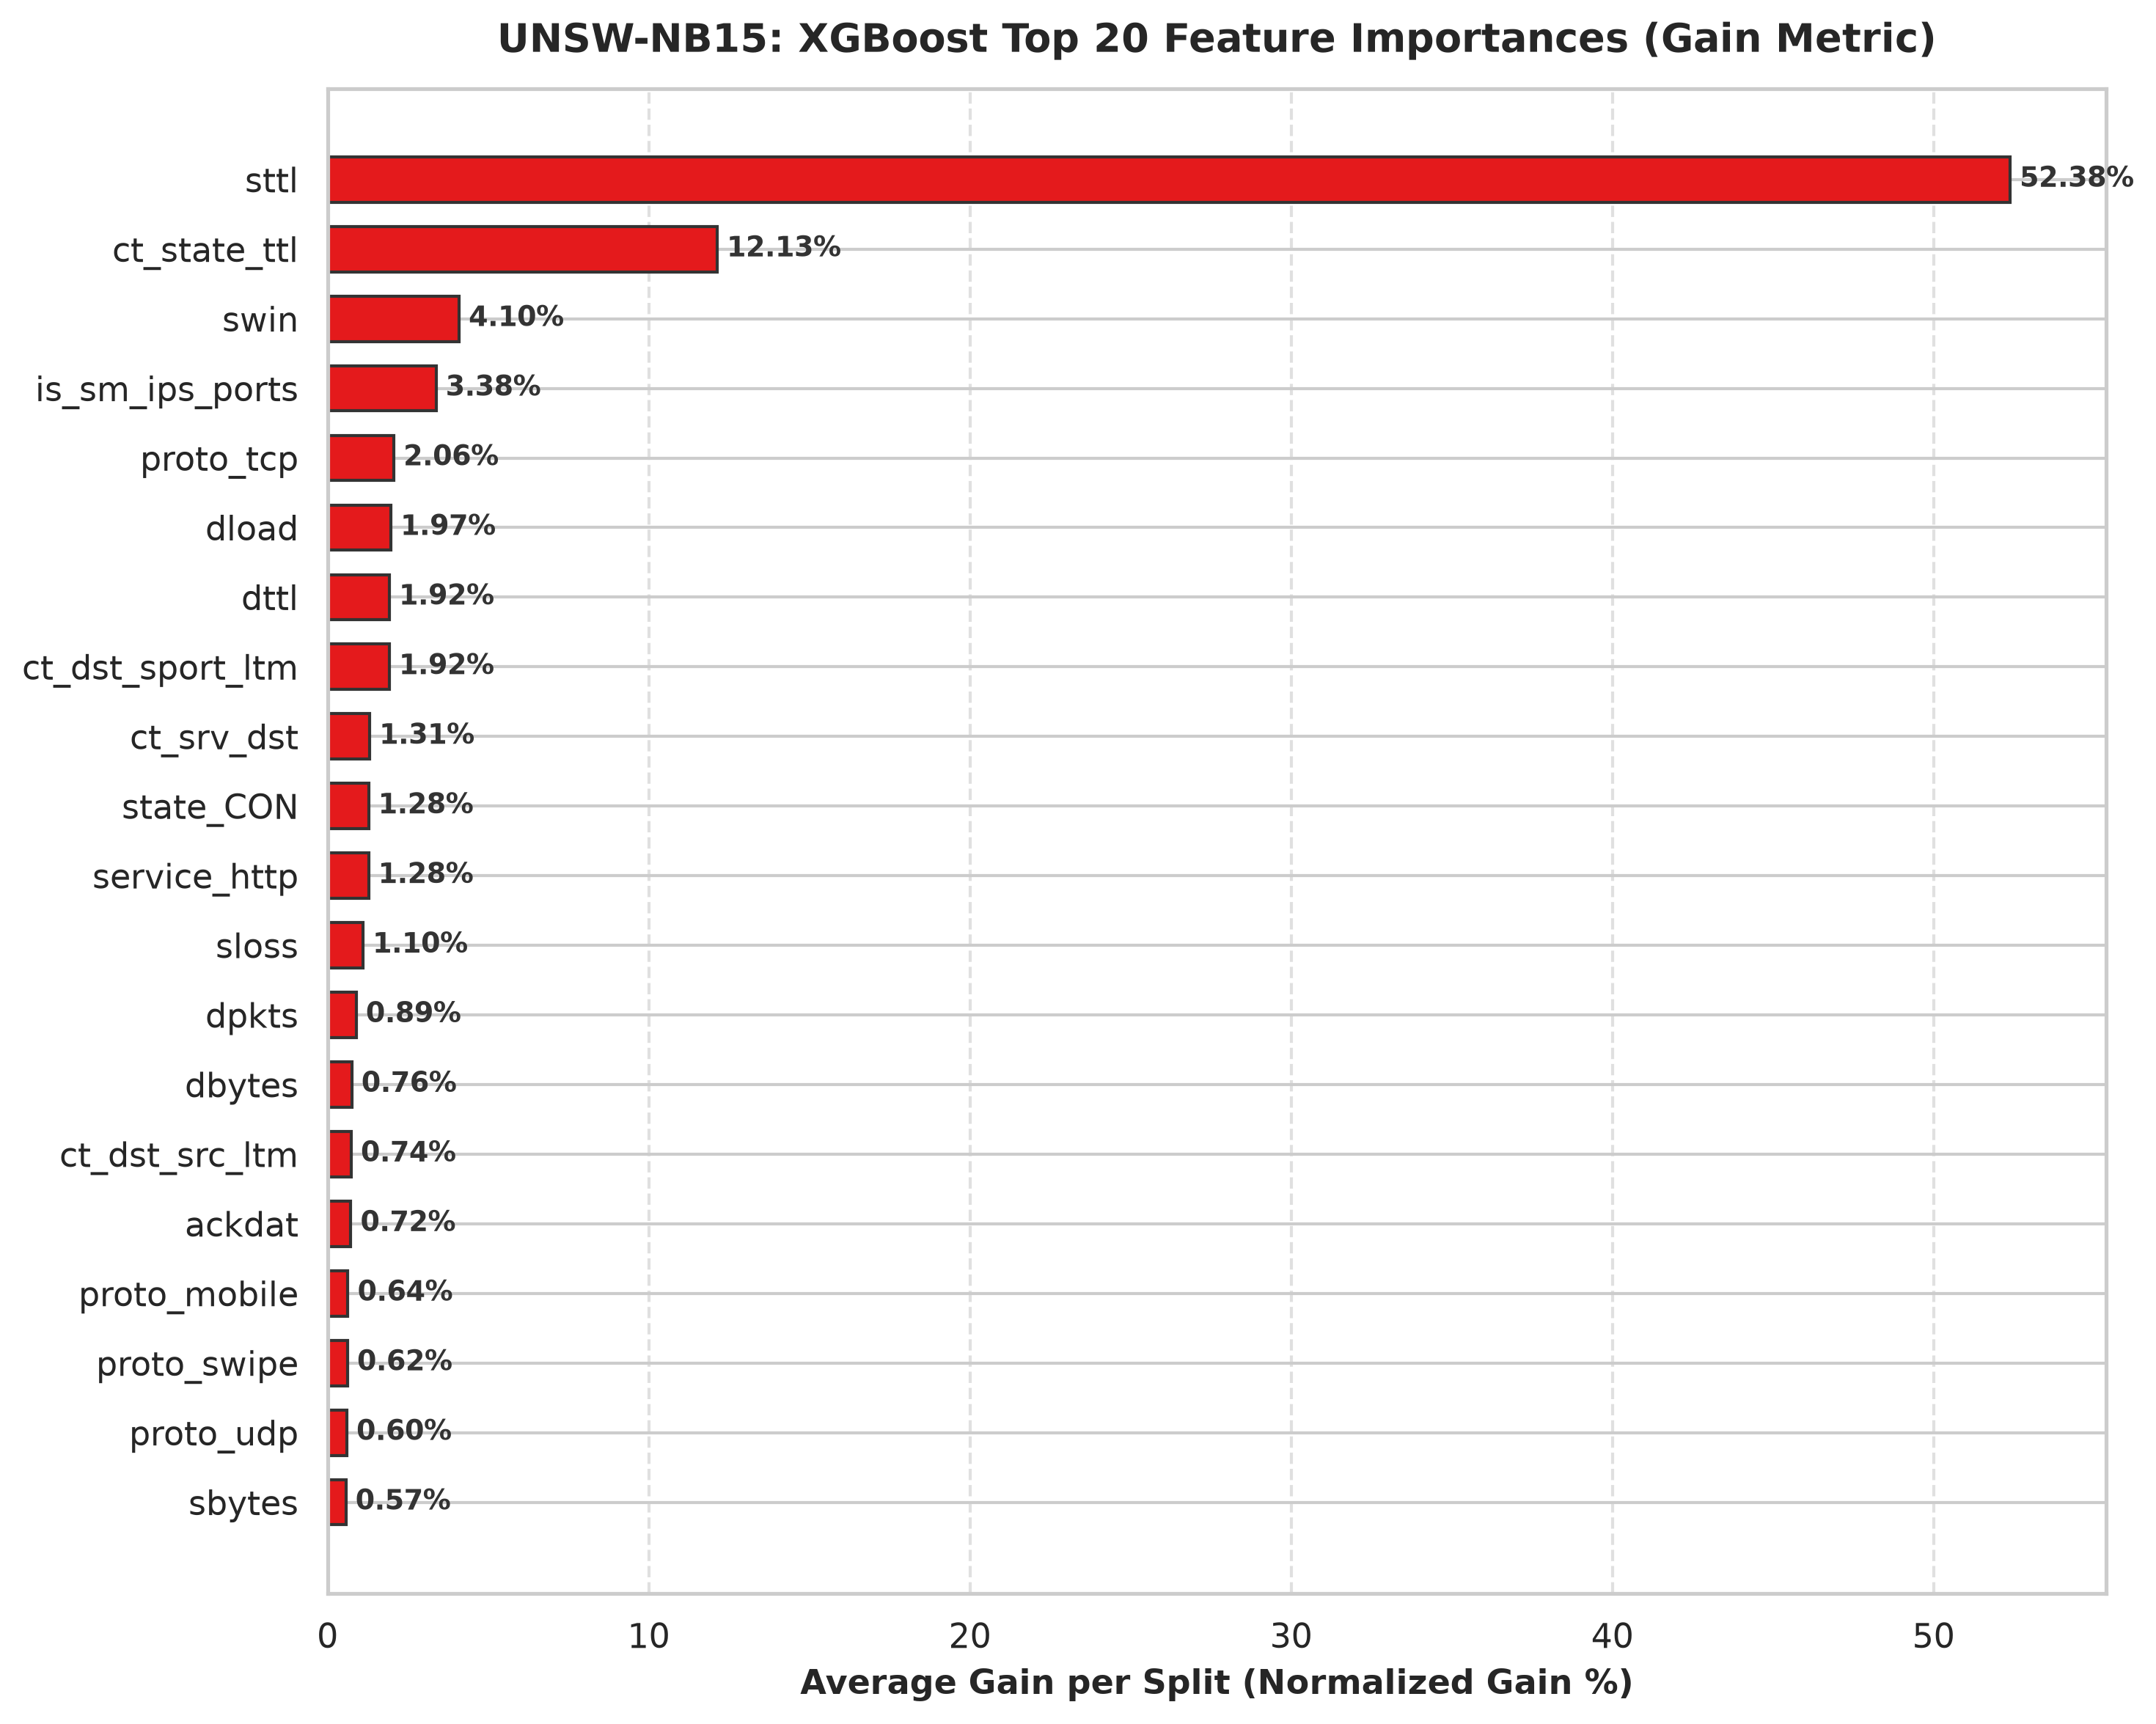 UNSW-NB15: XGBoost Top 20 Feature Importances (Gain Metric)
sttl 52.38%
ct_state_ttl 12.13%
swin 4.10%
is_sm_ips_ports 3.38%
proto_tcp 2.06%
dload 1.97%
dttl 1.92%
ct_dst_sport_ltm 1.92%
ct_srv_dst 1.31%
state_CON 1.28%
service_http 1.28%
sloss 1.10%
dpkts 0.89%
dbytes 0.76%
ct_dst_src_ltm 0.74%
ackdat 0.72%
proto_mobile 0.64%
proto_swipe 0.62%
proto_udp 0.60%
sbytes 0.57%
0 10 20 30 40 50
Average Gain per Split (Normalized Gain %)